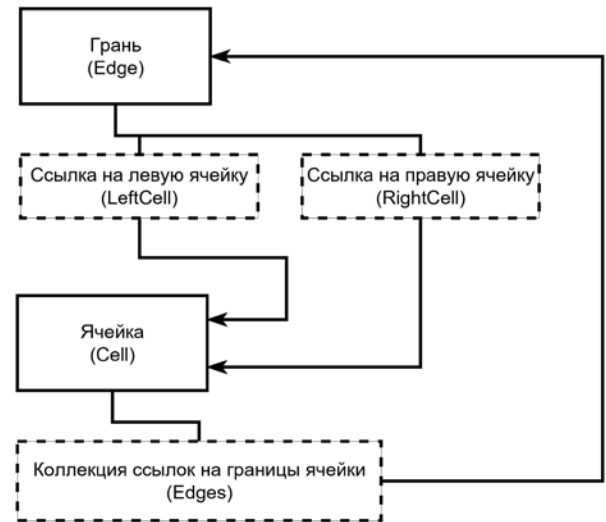 Грань
(Edge)
Ссылка на левую ячейку
(LeftCell)
Ссылка на правую ячейку
(RightCell)
Ячейка
(Cell)
Коллекция ссылок на границы ячейки
(Edges)